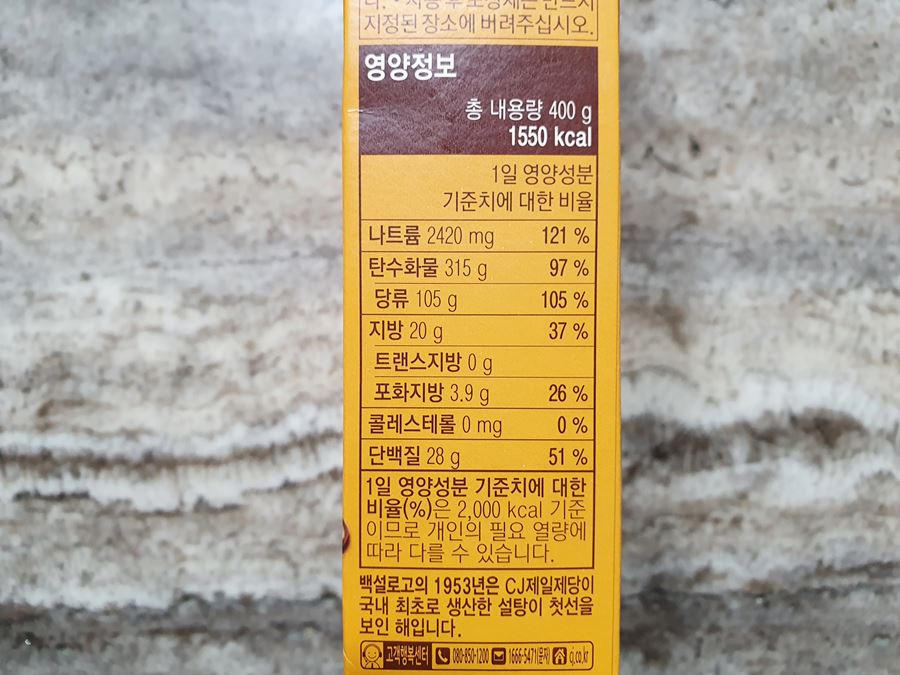 지정된 장소에 버려주십시오.
영양정보
총 내용량 400 g
1550 kcal
1일 영양성분
기준치에 대한 비율
나트륨 2420 mg 121 %
탄수화물 315 g 97 %
당류 105 g 105 %
지방 20 g 37 %
트랜스지방 0 g
포화지방 3.9 g 26 %
콜레스테롤 0 mg 0 %
단백질 28 g 51 %
1일 영양성분 기준치에 대한
비율(%)은 2,000 kcal 기준
이므로 개인의 필요 열량에
따라 다를 수 있습니다.
백설로고의 1953년은 CJ제일제당이
국내 최초로 생산한 설탕이 첫선을
보인 해입니다.
고객행복센터 080-850-1200 1666-5471(문자) cj.co.kr